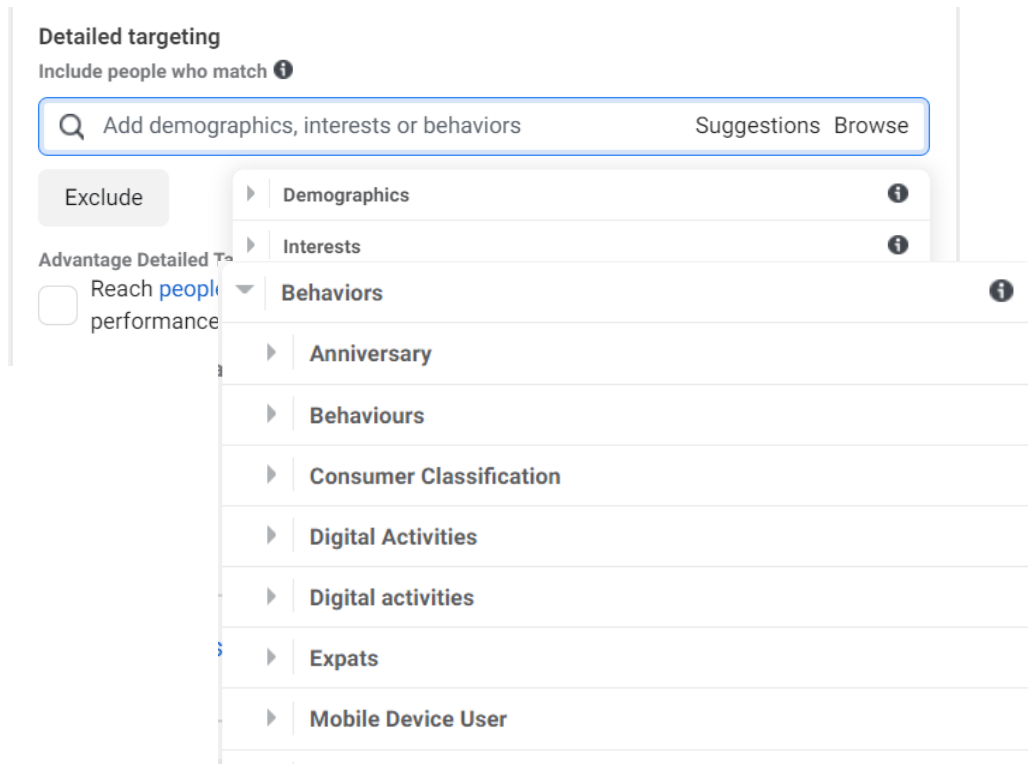 Detailed targeting
Include people who match
Add demographics, interests or behaviors Suggestions Browse
Exclude
Demographics
Interests
Advantage Detailed
Behaviors
Reach
performance
Anniversary
Behaviours
Consumer Classification
Digital Activities
Digital activities
Expats
Mobile Device User